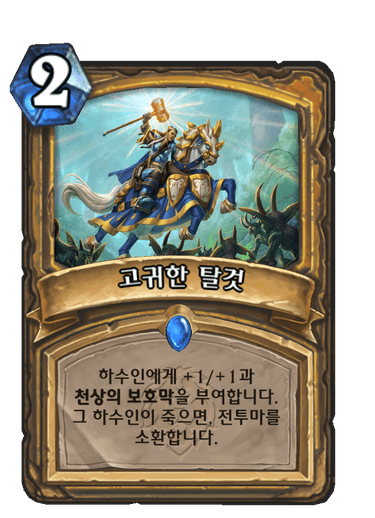 2
고귀한 탈것
하수인에게 +1/+1과
천상의 보호막을 부여합니다.
그 하수인이 죽으면, 전투마를
소환합니다.